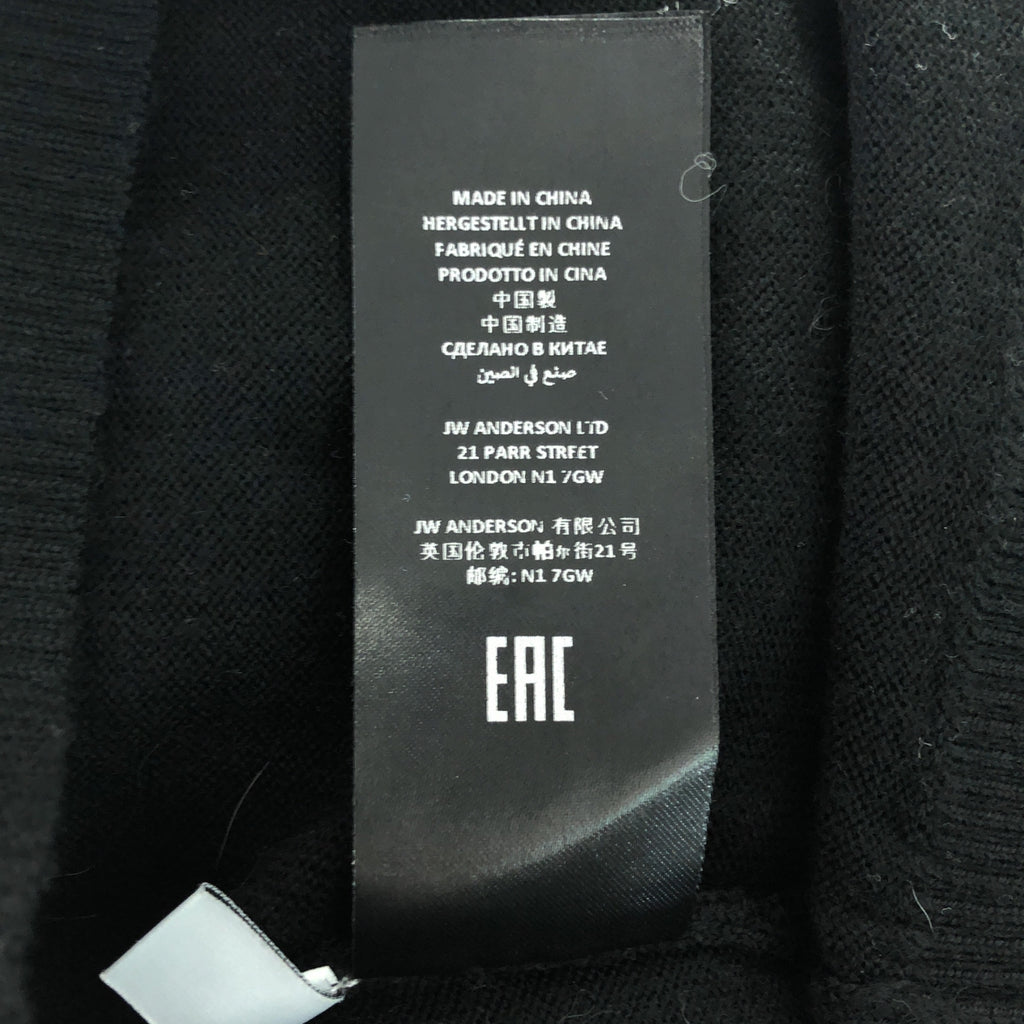 MADE IN CHINA
HERGESTELLT IN CHINA
FABRIQUÉ EN CHINE
PRODOTTO IN CINA
中国製
中国制造
СДЕЛАНО В КИТАЕ
صنع في الصين
JW ANDERSON LTD
21 PARR STREET
LONDON N1 7GW
JW ANDERSON 有限公司
英国伦敦市帕尔街21号
邮编: N1 7GW
EAC